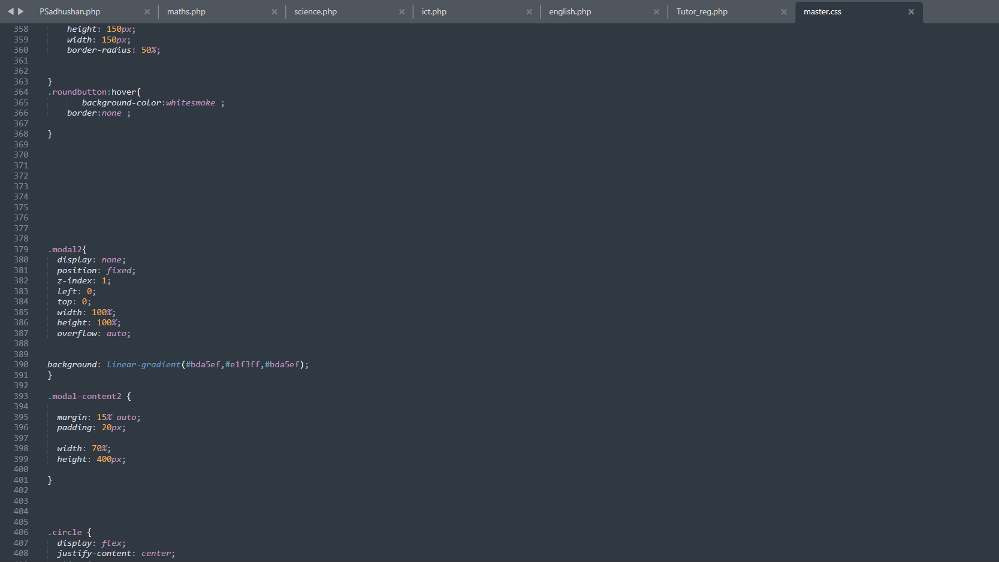 PSadhushan.php × maths.php × science.php × ict.php × english.php × Tutor_reg.php × master.css ×
358 height: 150px;
359 width: 150px;
360 border-radius: 50%;
361
362
363 }
364 .roundbutton:hover{
365 background-color:whitesmoke ;
366 border:none ;
367
368 }
369
370
371
372
373
374
375
376
377
378
379 .modal2{
380 display: none;
381 position: fixed;
382 z-index: 1;
383 left: 0;
384 top: 0;
385 width: 100%;
386 height: 100%;
387 overflow: auto;
388
389
390 background: linear-gradient(#bda5ef,#e1f3ff,#bda5ef);
391 }
392
393 .modal-content2 {
394
395 margin: 15% auto;
396 padding: 20px;
397
398 width: 70%;
399 height: 400px;
400
401 }
402
403
404
405
406 .circle {
407 display: flex;
408 justify-content: center;